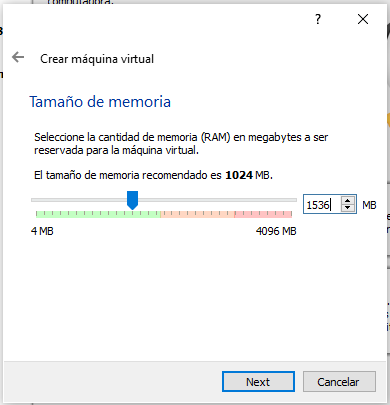 computadora.
?
Crear máquina virtual
Tamaño de memoria
Seleccione la cantidad de memoria (RAM) en megabytes a ser
reservada para la máquina virtual.
El tamaño de memoria recomendado es 1024 MB.
1536 MB
4 MB 4096 MB
Next Cancelar